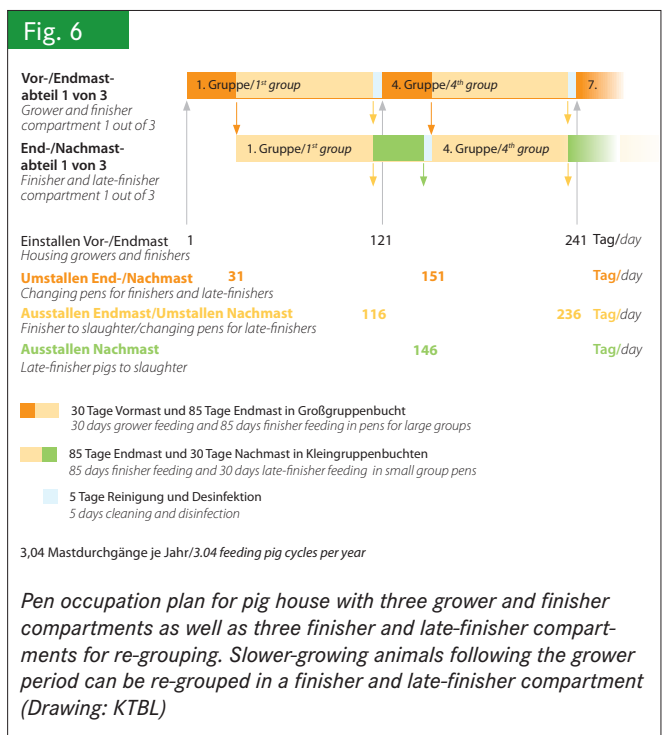 Fig. 6
Vor-/Endmast-
abteil 1 von 3
Grower and finisher
compartment 1 out of 3
1. Gruppe/1st group
4. Gruppe/4th group
7.
End-/Nachmast-
abteil 1 von 3
Finisher and late-finisher
compartment 1 out of 3
1. Gruppe/1st group
4. Gruppe/4th group
Einstallen Vor-/Endmast 1 121 241 Tag/day
Housing growers and finishers
Umstallen End-/Nachmast 31 151 Tag/day
Changing pens for finishers and late-finishers
Ausstallen Endmast/Umstallen Nachmast 116 236 Tag/day
Finisher to slaughter/changing pens for late-finishers
Ausstallen Nachmast 146 Tag/day
Late-finisher pigs to slaughter
30 Tage Vormast und 85 Tage Endmast in Großgruppenbucht
30 days grower feeding and 85 days finisher feeding in pens for large groups
85 Tage Endmast und 30 Tage Nachmast in Kleingruppenbuchten
85 days finisher feeding and 30 days late-finisher feeding in small group pens
5 Tage Reinigung und Desinfektion
5 days cleaning and disinfection
3,04 Mastdurchgänge je Jahr/3.04 feeding pig cycles per year
Pen occupation plan for pig house with three grower and finisher
compartments as well as three finisher and late-finisher compart-
ments for re-grouping. Slower-growing animals following the grower
period can be re-grouped in a finisher and late-finisher compartment
(Drawing: KTBL)